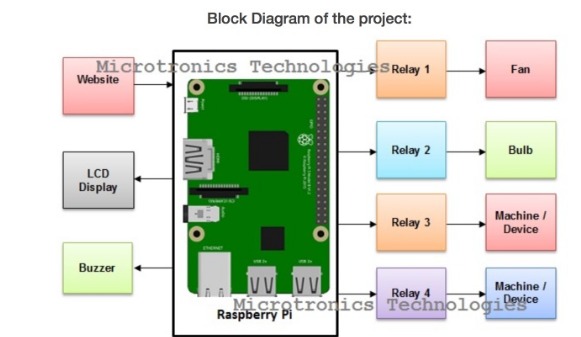 Block Diagram of the project:
Microtronics Technologies
Website
Relay 1
Fan
LCD
Display
Relay 2
Bulb
Relay 3
Machine /
Device
Buzzer
Relay 4
Machine /
Device
Microtronics Technologies
Raspberry Pi